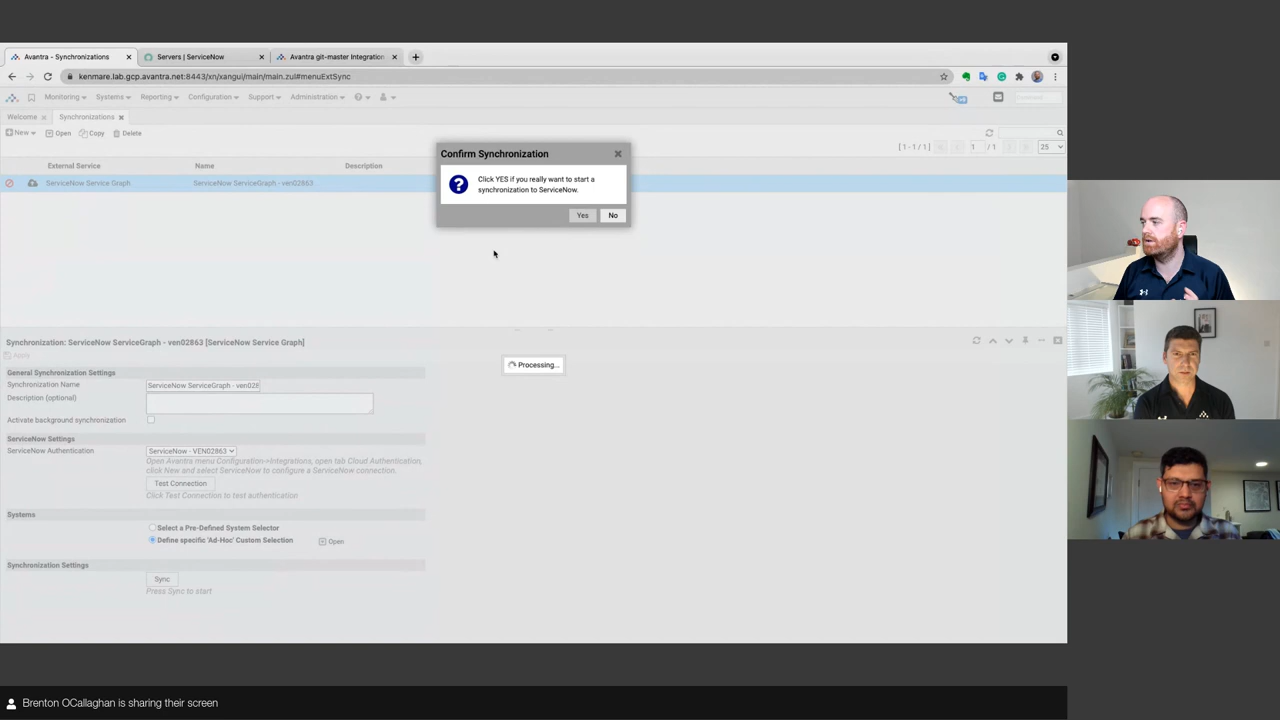 Avantra - Synchronizations
Servers | ServiceNow
Avantra git-master Integration
kenmare.lab.gcp.avantra.net:8443/xn/xangui/main/main.zul#menuExtSync
Monitoring Systems Reporting Configuration Support Administration
Welcome Synchronizations
New Open Copy Delete
[ 1 - 1 / 1 ] 1 / 1 25
External Service Name Description
ServiceNow Service Graph ServiceNow ServiceGraph - ven02863
Confirm Synchronization
Click YES if you really want to start a
synchronization to ServiceNow.
Yes No
Processing...
Synchronization: ServiceNow ServiceGraph - ven02863 [ServiceNow Service Graph]
Apply
General Synchronization Settings
Synchronization Name ServiceNow ServiceGraph - ven028
Description (optional)
Activate background synchronization
ServiceNow Settings
ServiceNow Authentication ServiceNow - VEN02863
Open Avantra menu Configuration->Integrations, open tab Cloud Authentication,
click New and select ServiceNow to configure a ServiceNow connection.
Test Connection
Click Test Connection to test authentication
Systems
Select a Pre-Defined System Selector
Define specific 'Ad-Hoc' Custom Selection Open
Synchronization Settings
Sync
Press Sync to start
Brenton OCallaghan is sharing their screen